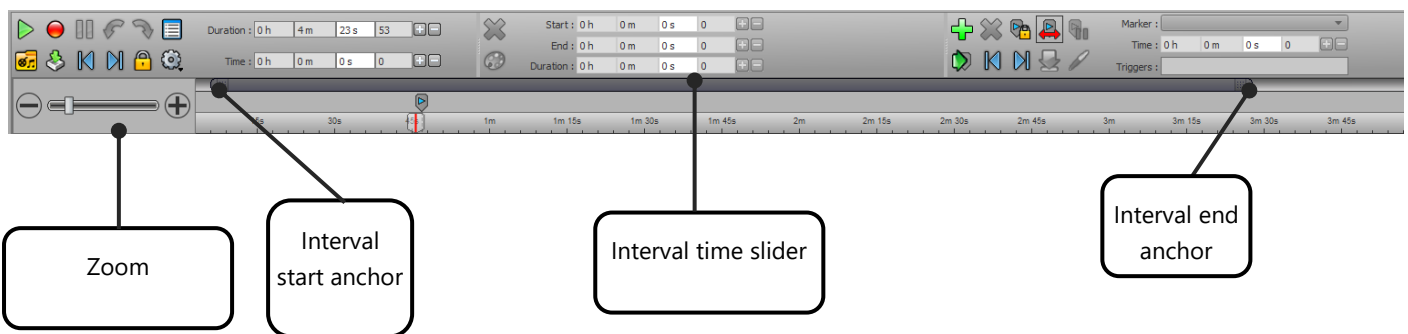 Duration : 0 h 4 m 23 s 53
Time : 0 h 0 m 0 s 0
Start : 0 h 0 m 0 s 0
End : 0 h 0 m 0 s 0
Duration : 0 h 0 m 0 s 0
Marker :
Time : 0 h 0 m 0 s 0
Triggers :
30s 1m 1m 15s 1m 30s 1m 45s 2m 2m 15s 2m 30s 2m 45s 3m 3m 15s 3m 30s 3m 45s
Zoom
Interval
start anchor
Interval time slider
Interval end
anchor